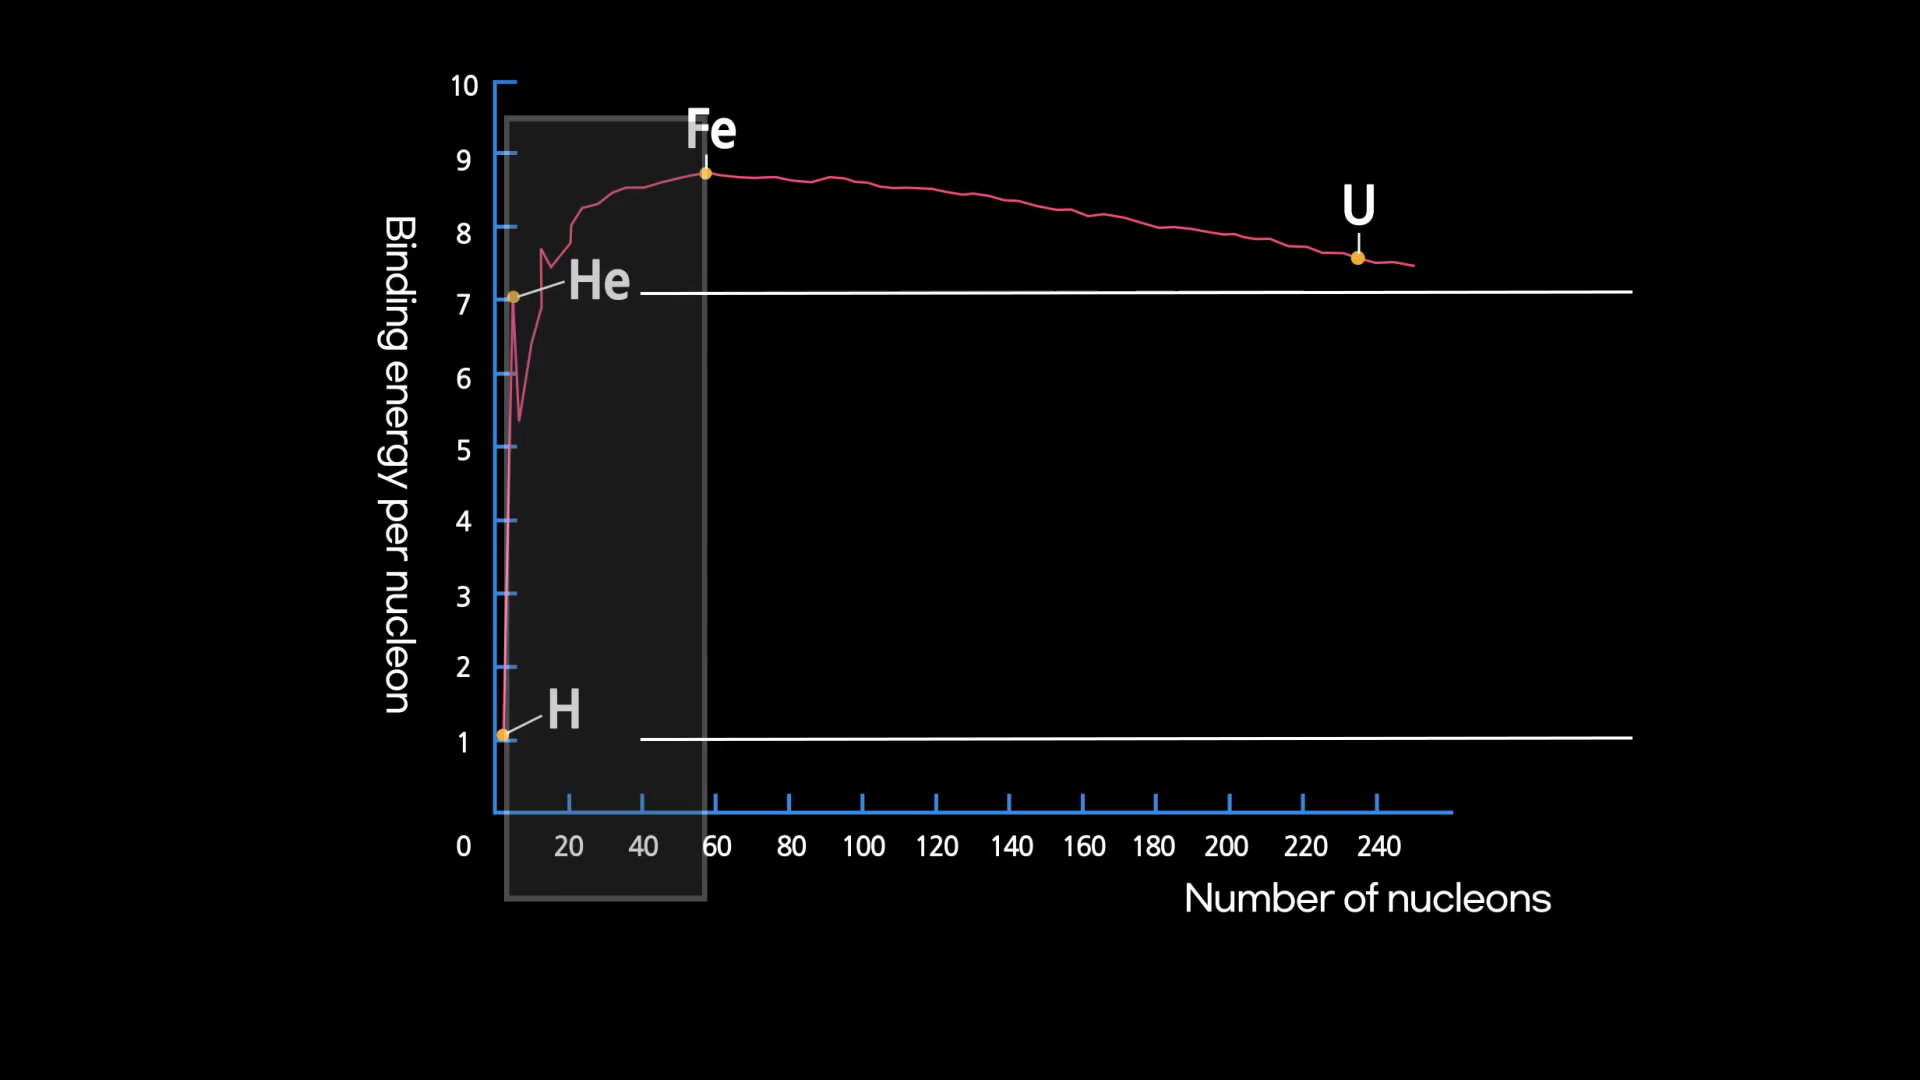 10
9
8
7
6
5
4
3
2
1
0
Binding energy per nucleon
Fe
U
He
H
20 40 60 80 100 120 140 160 180 200 220 240
Number of nucleons